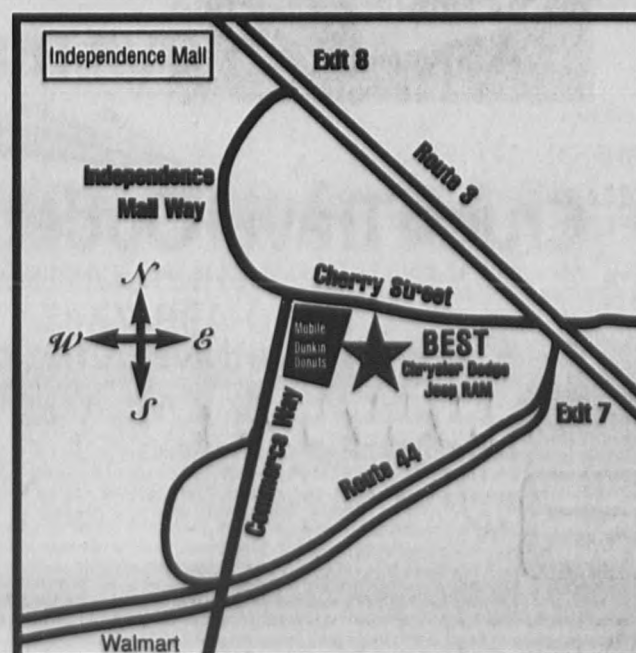 Independence Mall
Exit 8
Route 3
Independence
Mall Way
Cherry Street
N
W
E
S
Mobile
Dunkin
Donuts
BEST
Chrysler Dodge
Jeep RAM
Exit 7
Commerce Way
Route 44
Walmart